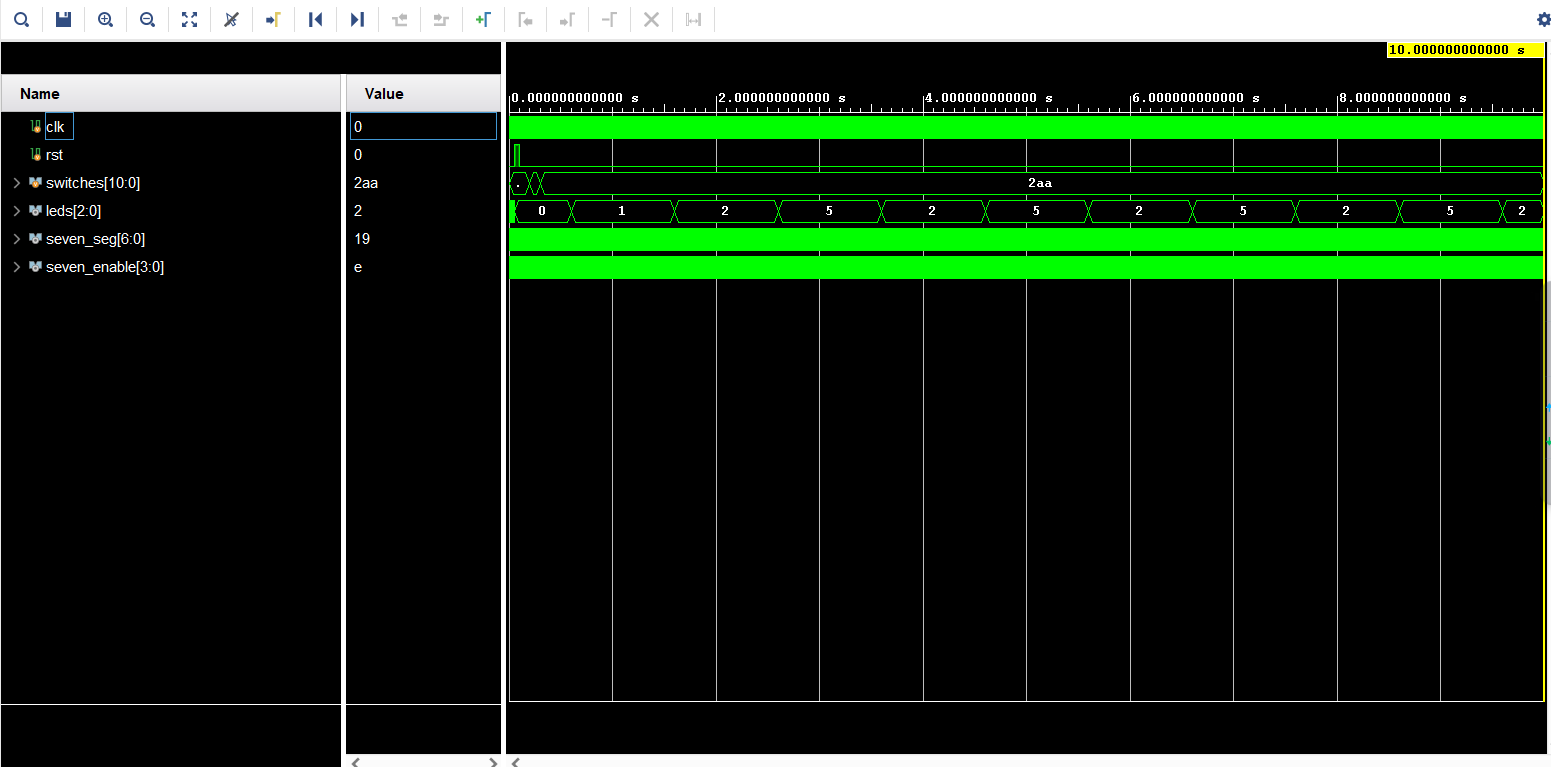 10.000000000000 s
Name Value
0.000000000000 s 2.000000000000 s 4.000000000000 s 6.000000000000 s 8.000000000000 s
clk 0
rst 0
switches[10:0] 2aa . 2aa
leds[2:0] 2 0 1 2 5 2 5 2 5 2 5 2
seven_seg[6:0] 19
seven_enable[3:0] e